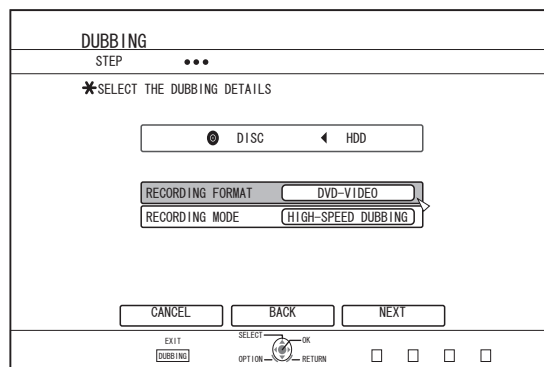 DUBBING
STEP
SELECT THE DUBBING DETAILS
DISC HDD
RECORDING FORMAT DVD-VIDEO
RECORDING MODE HIGH-SPEED DUBBING
CANCEL BACK NEXT
EXIT SELECT OK
DUBBING OPTION RETURN